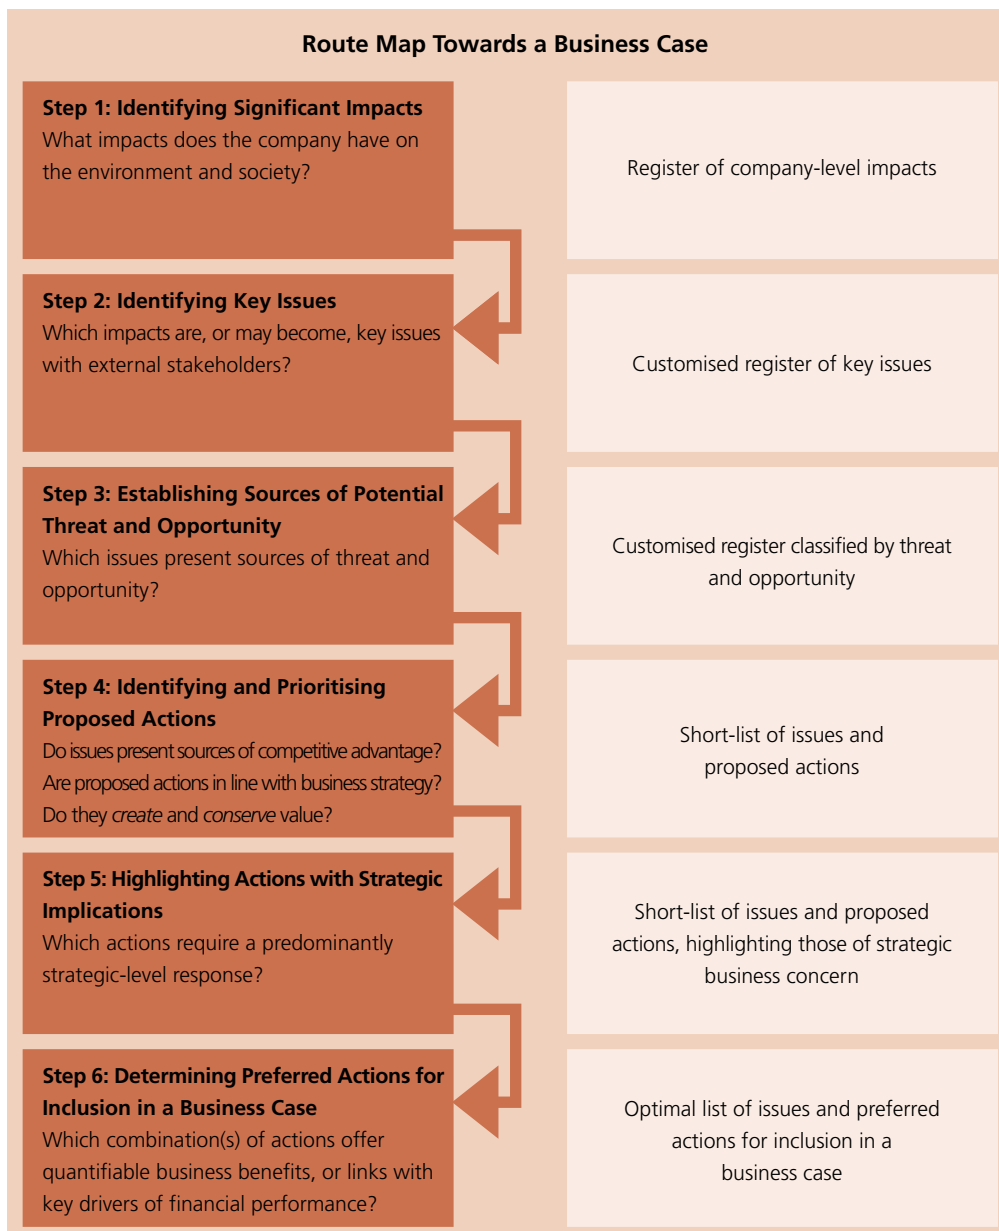 Route Map Towards a Business Case
Step 1: Identifying Significant Impacts
What impacts does the company have on
the environment and society?
Register of company-level impacts
Step 2: Identifying Key Issues
Which impacts are, or may become, key issues
with external stakeholders?
Customised register of key issues
Step 3: Establishing Sources of Potential
Threat and Opportunity
Which issues present sources of threat and
opportunity?
Customised register classified by threat
and opportunity
Step 4: Identifying and Prioritising
Proposed Actions
Do issues present sources of competitive advantage?
Are proposed actions in line with business strategy?
Do they create and conserve value?
Short-list of issues and
proposed actions
Step 5: Highlighting Actions with Strategic
Implications
Which actions require a predominantly
strategic-level response?
Short-list of issues and proposed
actions, highlighting those of strategic
business concern
Step 6: Determining Preferred Actions for
Inclusion in a Business Case
Which combination(s) of actions offer
quantifiable business benefits, or links with
key drivers of financial performance?
Optimal list of issues and preferred
actions for inclusion in a
business case